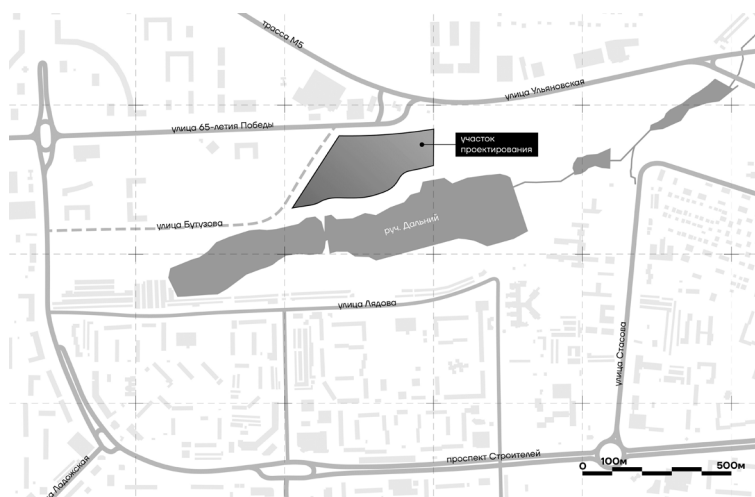 трасса М5
улица Ульяновская
улица 65-летия Победы
участок
проектирования
улица Бутузова
руч. Дальний
улица Лядова
улица Стасова
проспект Строителей
0 100м 500м
Ладожская